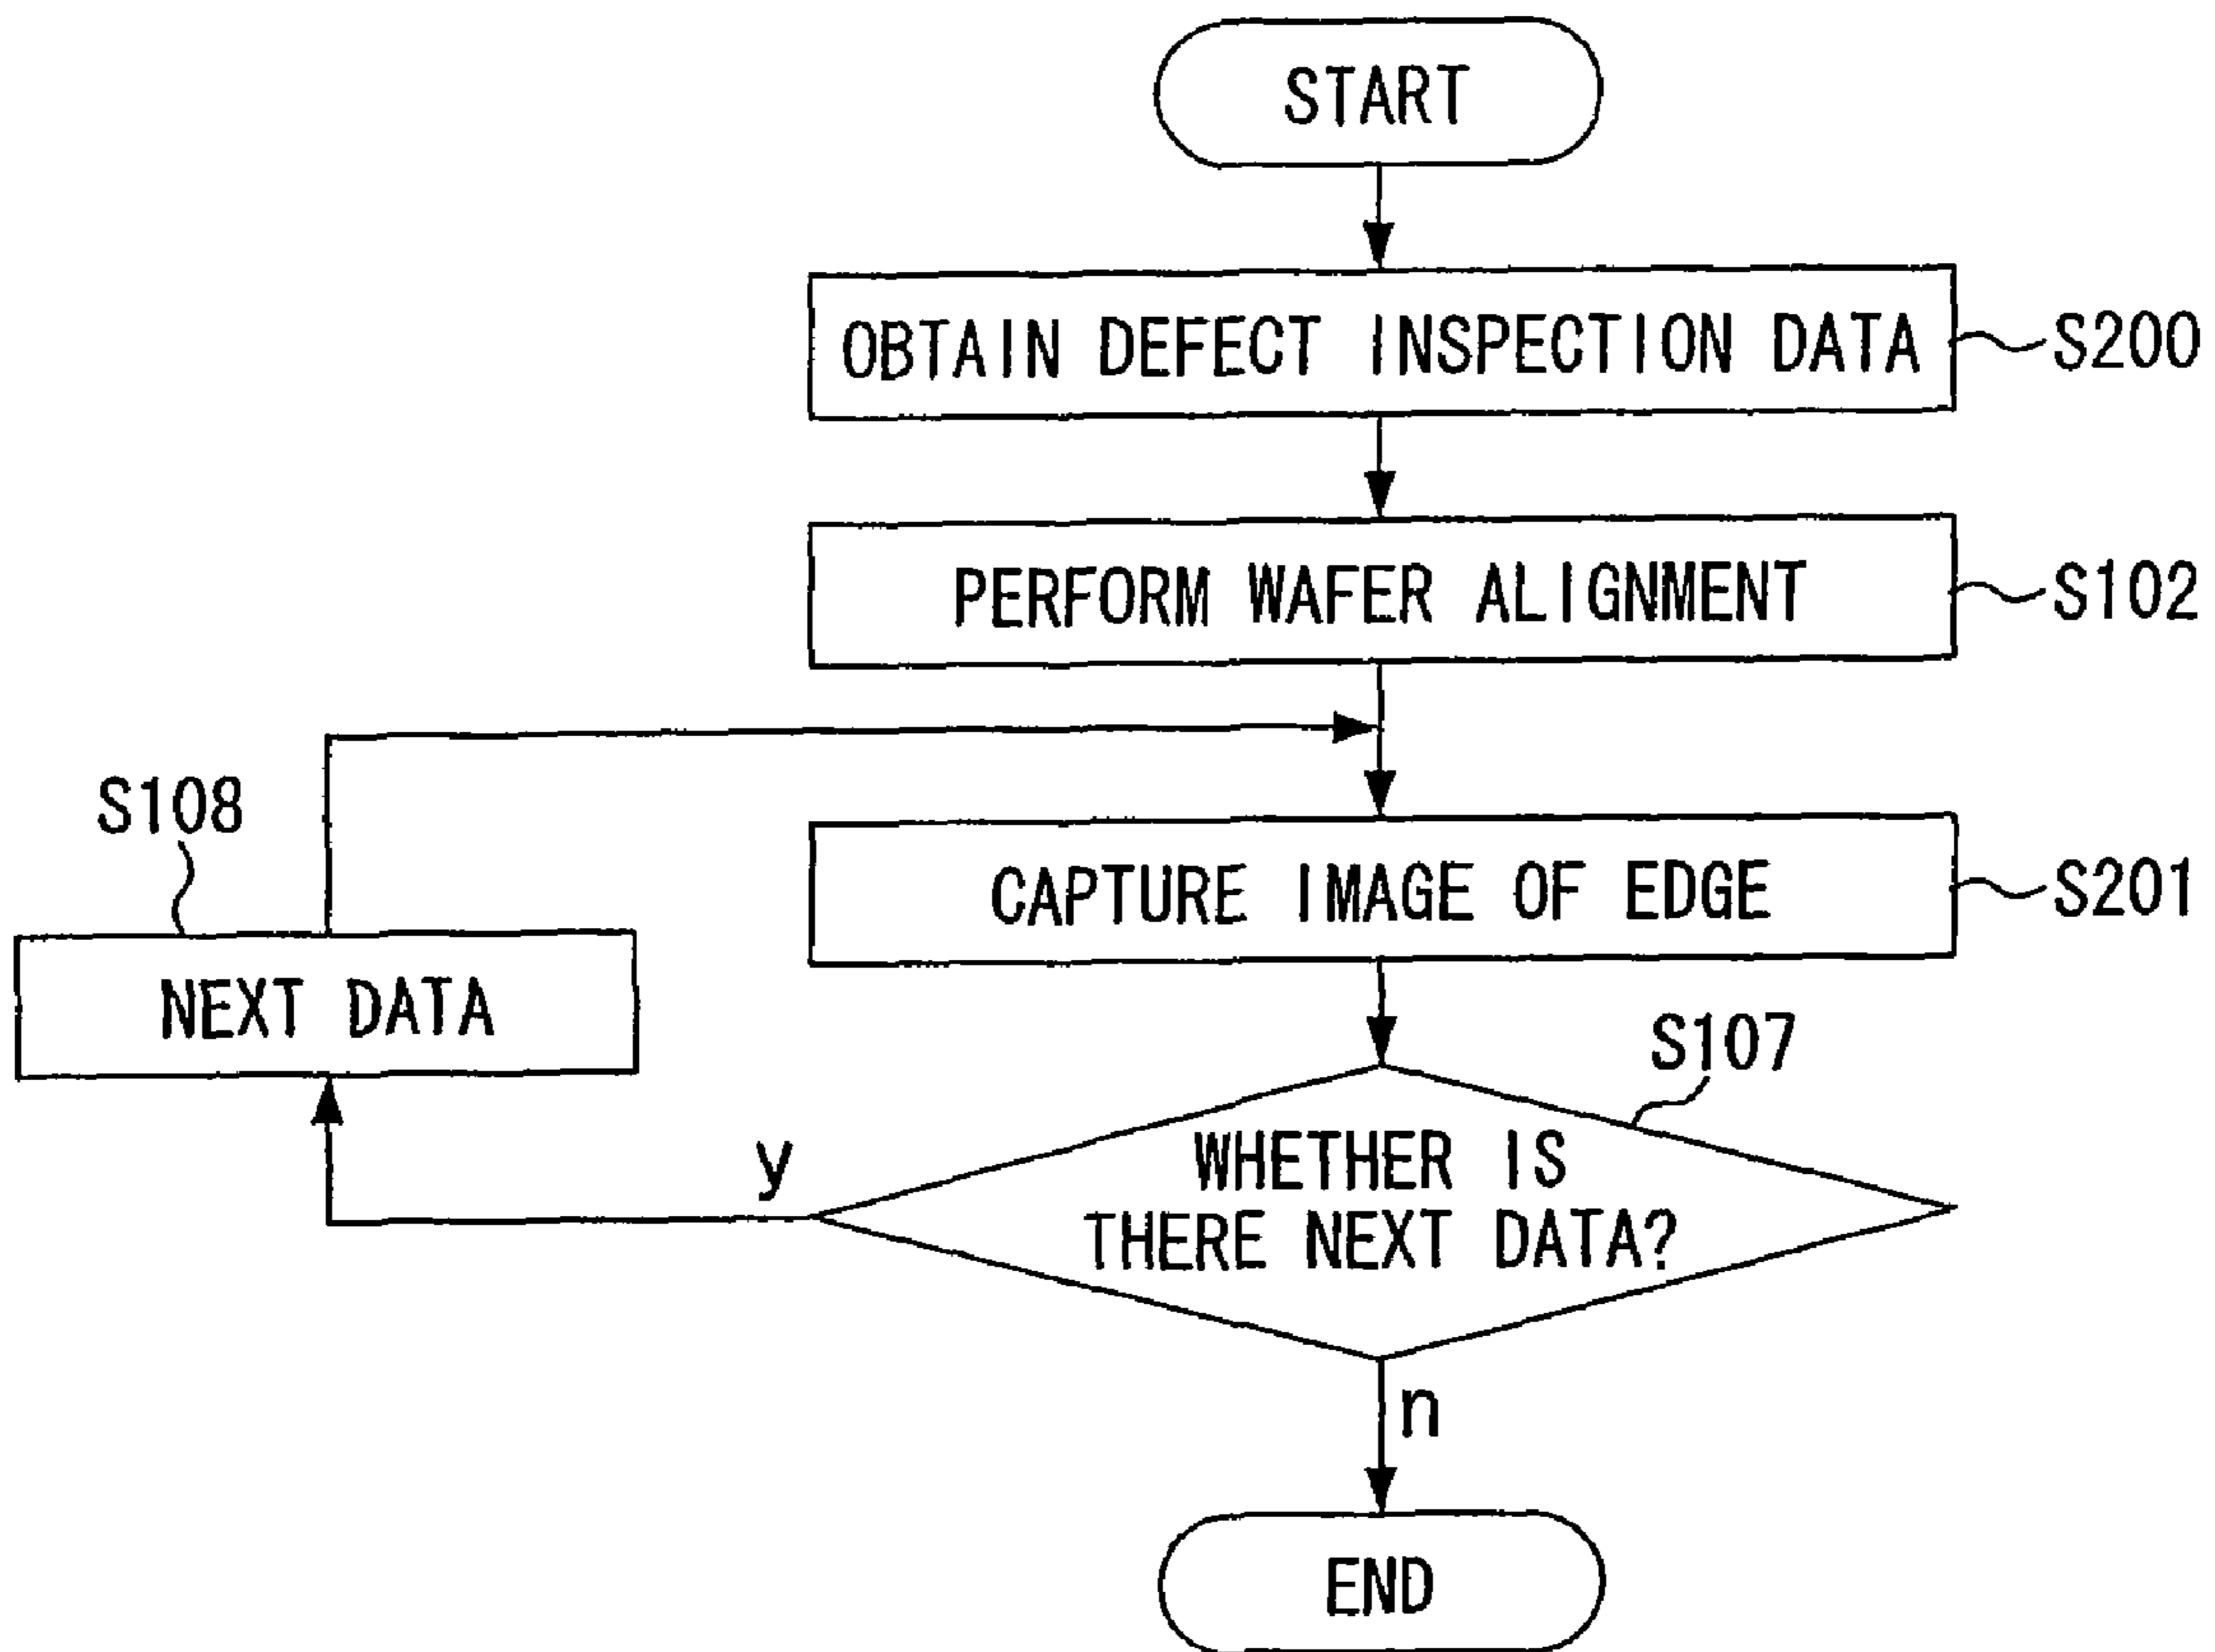 START
OBTAIN DEFECT INSPECTION DATA
S200
PERFORM WAFER ALIGNMENT
S102
S108
CAPTURE IMAGE OF EDGE
S201
NEXT DATA
S107
y
WHETHER IS
THERE NEXT DATA?
n
END